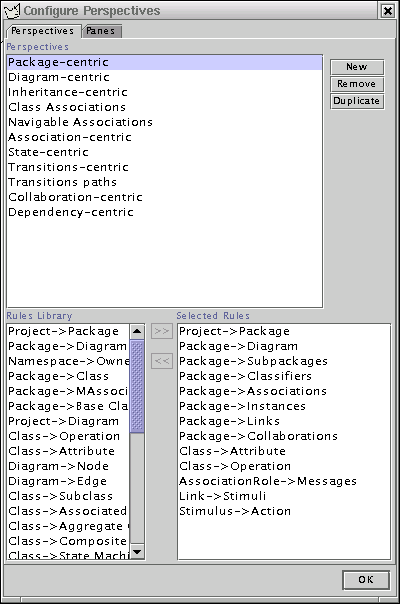 Configure Perspectives
Perspectives Panes
Perspectives
Package-centric
Diagram-centric
Inheritance-centric
Class Associations
Navigable Associations
Association-centric
State-centric
Transitions-centric
Transitions paths
Collaboration-centric
Dependency-centric
New
Remove
Duplicate
Rules Library
Project->Package
Package->Diagram
Namespace->Owne
Package->Class
Package->MAssoci
Package->Base Cla
Project->Diagram
Class->Operation
Class->Attribute
Diagram->Node
Diagram->Edge
Class->Subclass
Class->Associated
Class->Aggregate
Class->Composite
Class->State Machi
>>
<<
Selected Rules
Project->Package
Package->Diagram
Package->Subpackages
Package->Classifiers
Package->Associations
Package->Instances
Package->Links
Package->Collaborations
Class->Attribute
Class->Operation
AssociationRole->Messages
Link->Stimuli
Stimulus->Action
OK